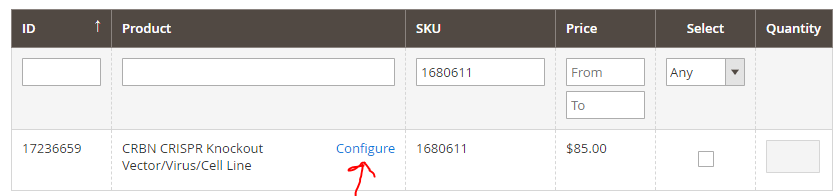 ID ↑ Product SKU Price Select Quantity
1680611 From Any
To
17236659 CRBN CRISPR Knockout Configure 1680611 $85.00
Vector/Virus/Cell Line